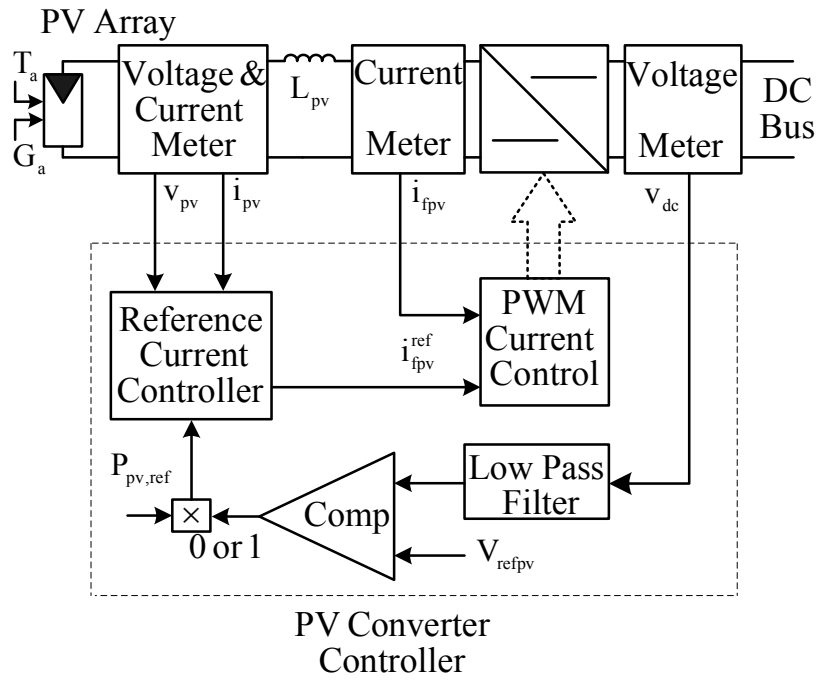 PV Array
T_a
G_a
Voltage &
Current
Meter
L_pv
Current
Meter
Voltage
Meter
DC
Bus
v_pv
i_pv
i_fpv
v_dc
Reference
Current
Controller
i_fpv^ref
PWM
Current
Control
P_pv,ref
×
0 or 1
Comp
Low Pass
Filter
V_refpv
PV Converter
Controller